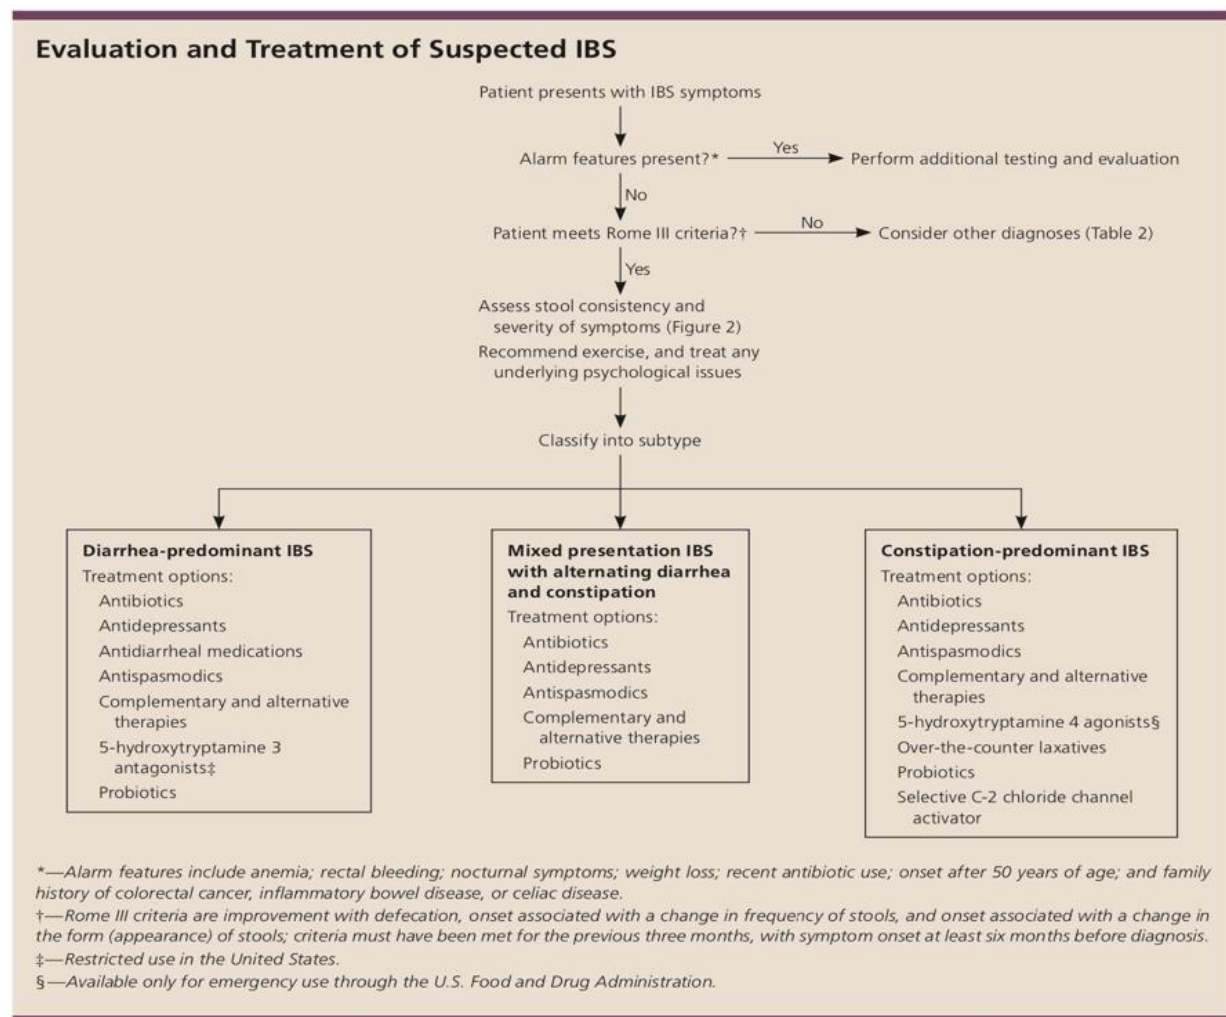 Evaluation and Treatment of Suspected IBS
Patient presents with IBS symptoms
Alarm features present?*
Yes
Perform additional testing and evaluation
No
Patient meets Rome III criteria?†
No
Consider other diagnoses (Table 2)
Yes
Assess stool consistency and
severity of symptoms (Figure 2)
Recommend exercise, and treat any
underlying psychological issues
Classify into subtype
Diarrhea-predominant IBS
Treatment options:
Antibiotics
Antidepressants
Antidiarrheal medications
Antispasmodics
Complementary and alternative
therapies
5-hydroxytryptamine 3
antagonists‡
Probiotics
Mixed presentation IBS
with alternating diarrhea
and constipation
Treatment options:
Antibiotics
Antidepressants
Antispasmodics
Complementary and
alternative therapies
Probiotics
Constipation-predominant IBS
Treatment options:
Antibiotics
Antidepressants
Antispasmodics
Complementary and alternative
therapies
5-hydroxytryptamine 4 agonists§
Over-the-counter laxatives
Probiotics
Selective C-2 chloride channel
activator
*—Alarm features include anemia; rectal bleeding; nocturnal symptoms; weight loss; recent antibiotic use; onset after 50 years of age; and family
history of colorectal cancer, inflammatory bowel disease, or celiac disease.
†—Rome III criteria are improvement with defecation, onset associated with a change in frequency of stools, and onset associated with a change in
the form (appearance) of stools; criteria must have been met for the previous three months, with symptom onset at least six months before diagnosis.
‡—Restricted use in the United States.
§—Available only for emergency use through the U.S. Food and Drug Administration.